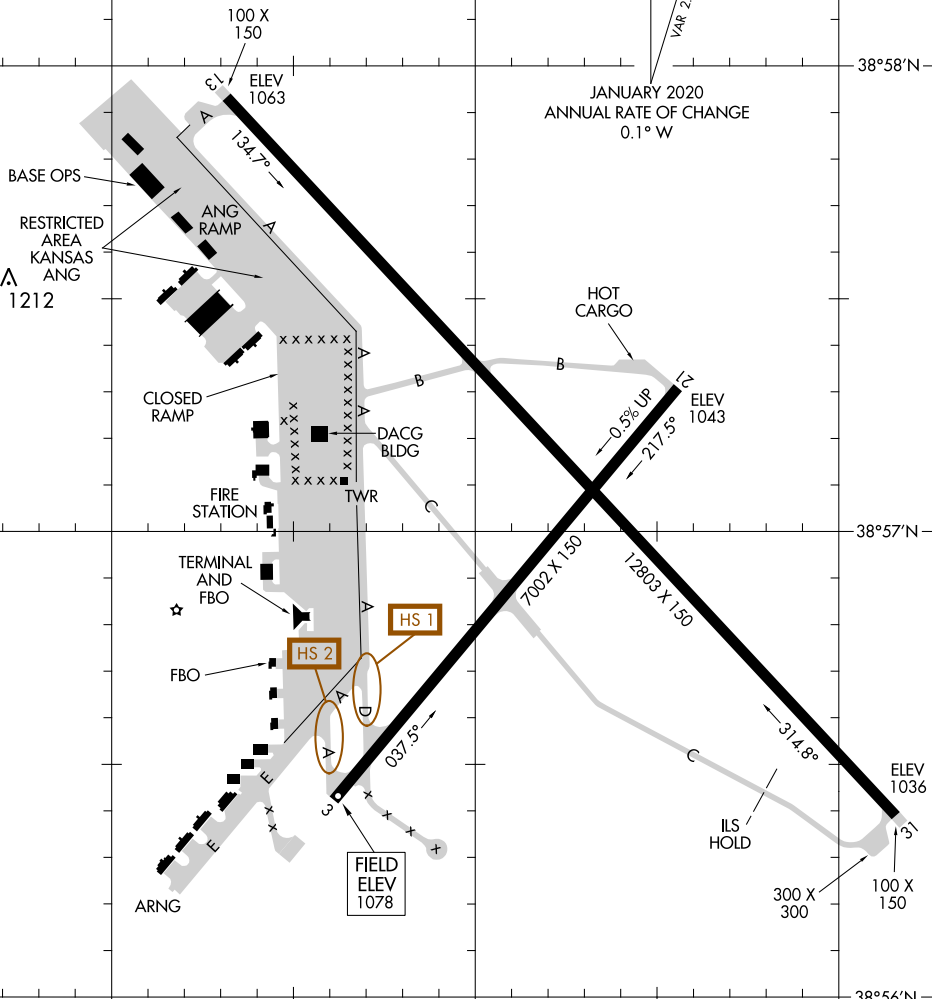 100 X
150
VAR 2.
38°58'N
13
ELEV
1063
JANUARY 2020
ANNUAL RATE OF CHANGE
0.1° W
A
134.7°
BASE OPS
RESTRICTED
AREA
KANSAS
ANG
ANG
RAMP
A
1212
HOT
CARGO
A
B
B
21
ELEV
1043
CLOSED
RAMP
A
0.5% UP
217.5°
DACG
BLDG
TWR
FIRE
STATION
C
38°57'N
7002 X 150
12803 X 150
TERMINAL
AND
FBO
A
HS 1
HS 2
FBO
A
D
A
037.5°
314.8°
C
E
ELEV
1036
3
E
ILS
HOLD
31
FIELD
ELEV
1078
300 X
300
100 X
150
ARNG
X X X X X X
X
X
X
X
X
X
X
X
X
X
X
X X
X
X
X
X
X X X X
X
X
X
X
X
X
38°56'N